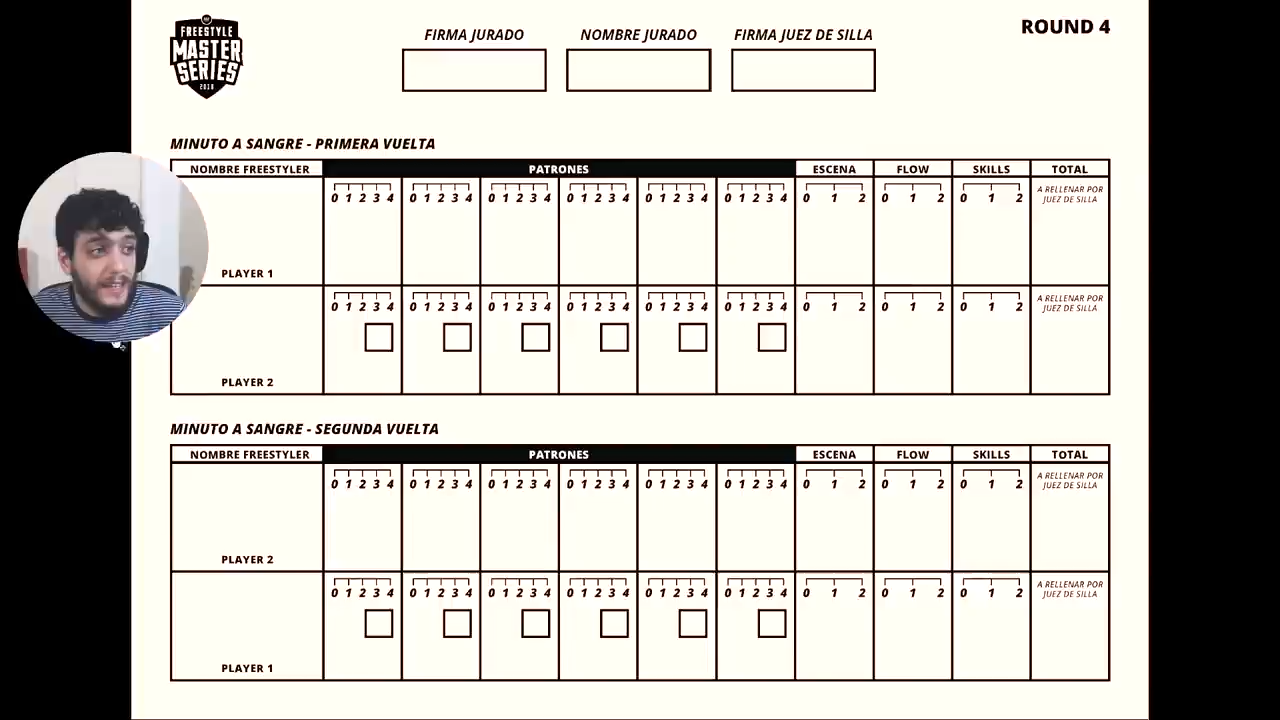 FREESTYLE
MASTER
SERIES
2018
FIRMA JURADO NOMBRE JURADO FIRMA JUEZ DE SILLA
ROUND 4
MINUTO A SANGRE - PRIMERA VUELTA
NOMBRE FREESTYLER PATRONES ESCENA FLOW SKILLS TOTAL
0 1 2 3 4 0 1 2 3 4 0 1 2 3 4 0 1 2 3 4 0 1 2 3 4 0 1 2 3 4 0 1 2 0 1 2 0 1 2 A RELLENAR POR
JUEZ DE SILLA
PLAYER 1
0 1 2 3 4 0 1 2 3 4 0 1 2 3 4 0 1 2 3 4 0 1 2 3 4 0 1 2 3 4 0 1 2 0 1 2 0 1 2 A RELLENAR POR
JUEZ DE SILLA
PLAYER 2
MINUTO A SANGRE - SEGUNDA VUELTA
NOMBRE FREESTYLER PATRONES ESCENA FLOW SKILLS TOTAL
0 1 2 3 4 0 1 2 3 4 0 1 2 3 4 0 1 2 3 4 0 1 2 3 4 0 1 2 3 4 0 1 2 0 1 2 0 1 2 A RELLENAR POR
JUEZ DE SILLA
PLAYER 2
0 1 2 3 4 0 1 2 3 4 0 1 2 3 4 0 1 2 3 4 0 1 2 3 4 0 1 2 3 4 0 1 2 0 1 2 0 1 2 A RELLENAR POR
JUEZ DE SILLA
PLAYER 1